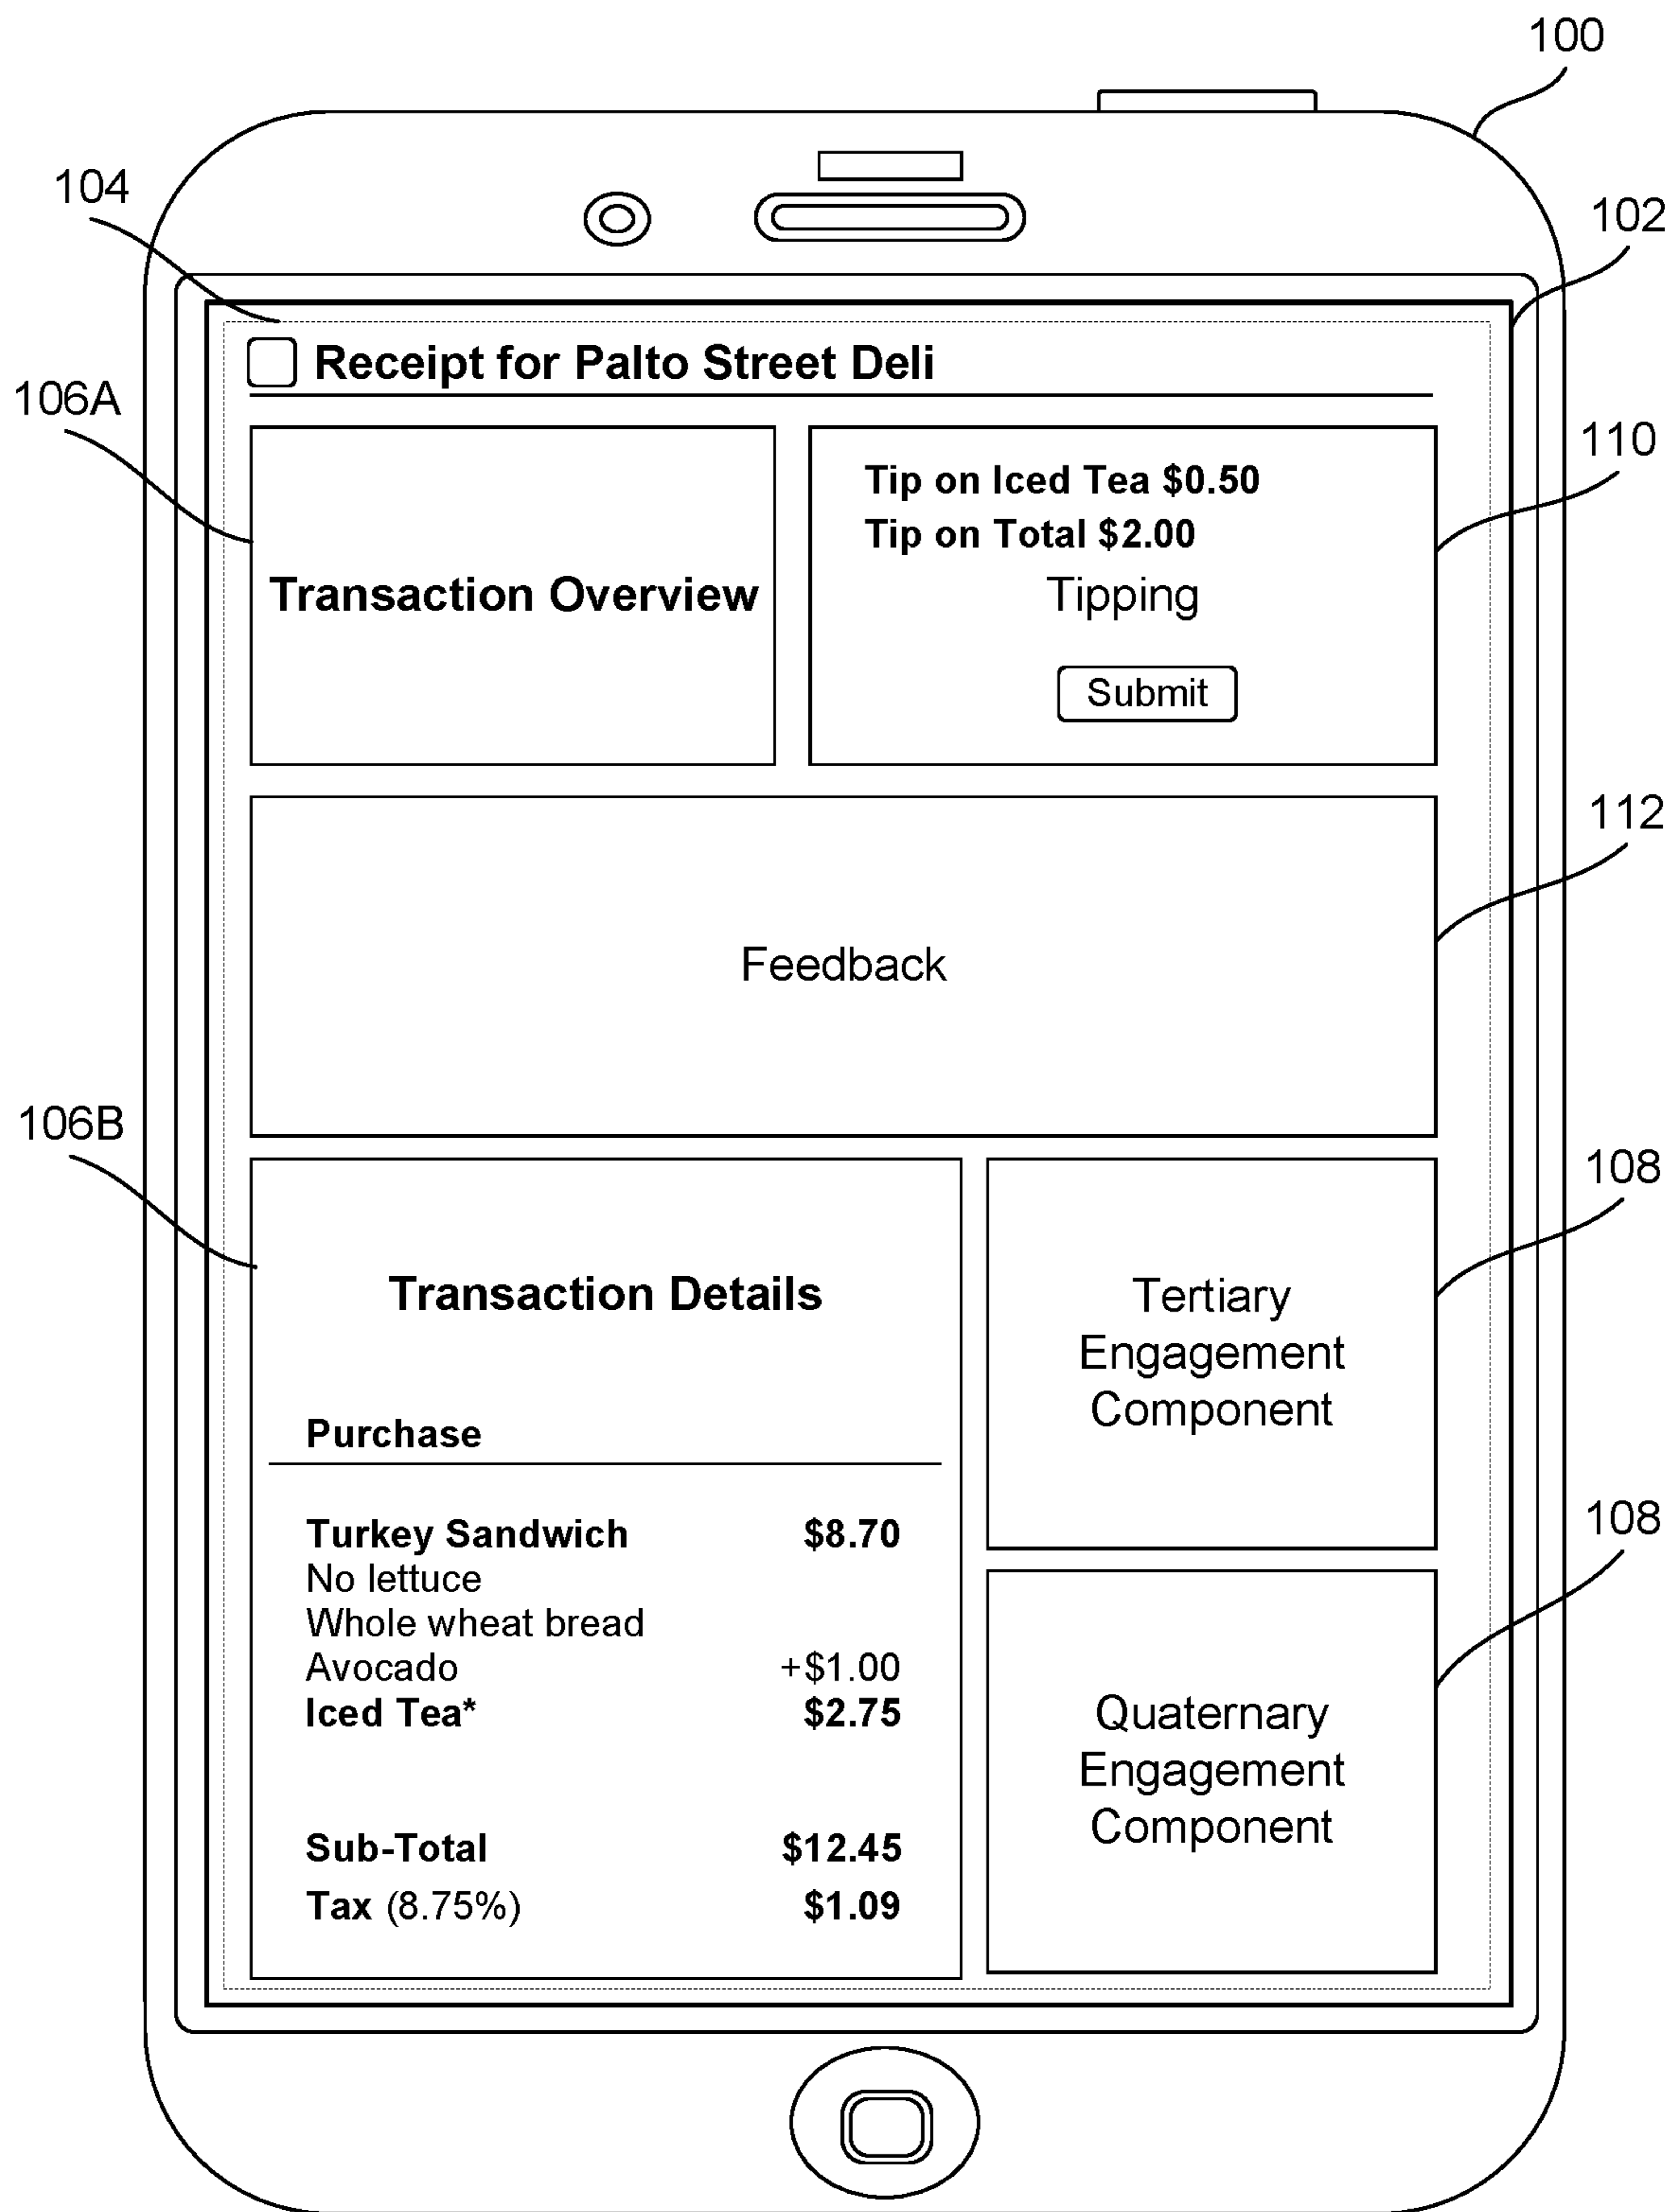 100
104
102
Receipt for Palto Street Deli
106A
110
Tip on Iced Tea $0.50
Tip on Total $2.00
Transaction Overview
Tipping
Submit
112
Feedback
106B
108
Transaction Details
Tertiary
Engagement
Component
Purchase
108
Turkey Sandwich $8.70
No lettuce
Whole wheat bread
Avocado +$1.00
Iced Tea* $2.75
Quaternary
Engagement
Component
Sub-Total $12.45
Tax (8.75%) $1.09